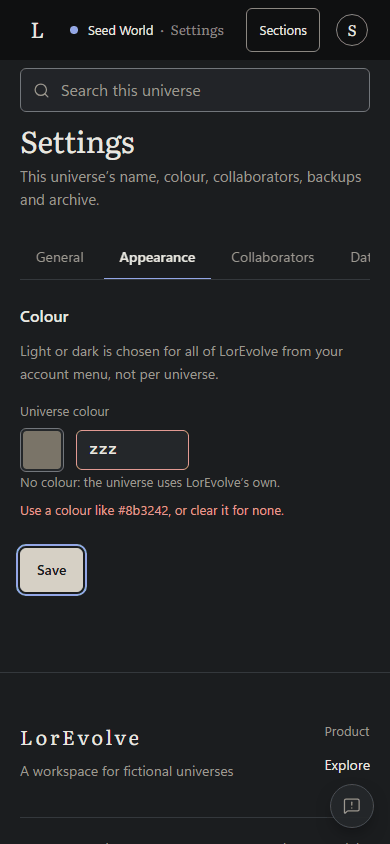 L
Seed World · Settings
Sections
S
Search this universe
Settings
This universe's name, colour, collaborators, backups
and archive.
General
Appearance
Collaborators
Dat
Colour
Light or dark is chosen for all of LorEvolve from your
account menu, not per universe.
Universe colour
zzz
No colour: the universe uses LorEvolve's own.
Use a colour like #8b3242, or clear it for none.
Save
LorEvolve
Product
A workspace for fictional universes
Explore